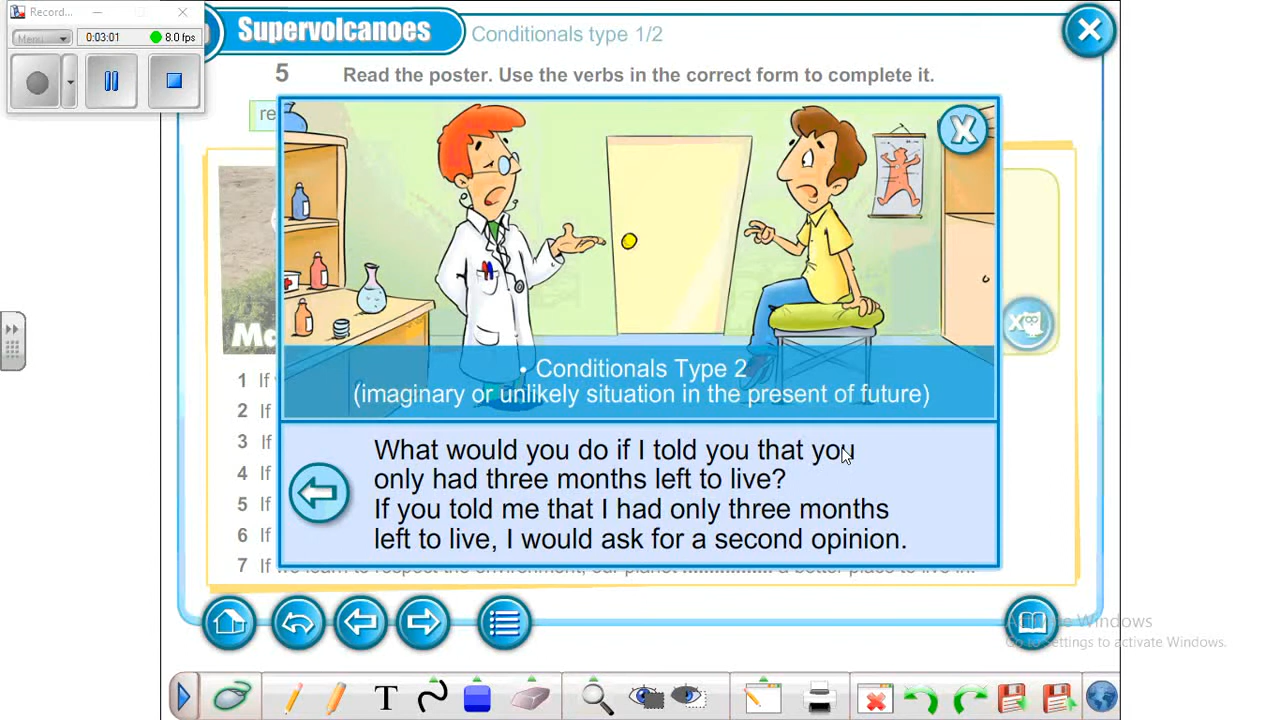 Record...
Menu
0:03:01
8.0 fps
Supervolcanoes
Conditionals type 1/2
5 Read the poster. Use the verbs in the correct form to complete it.
re
X
• Conditionals Type 2
(imaginary or unlikely situation in the present of future)
What would you do if I told you that you
only had three months left to live?
If you told me that I had only three months
left to live, I would ask for a second opinion.
Ma
1 If
2 If
3 If
4 If
5 If
6 If
7 If
Activate Windows
Go to Settings to activate Windows.
T